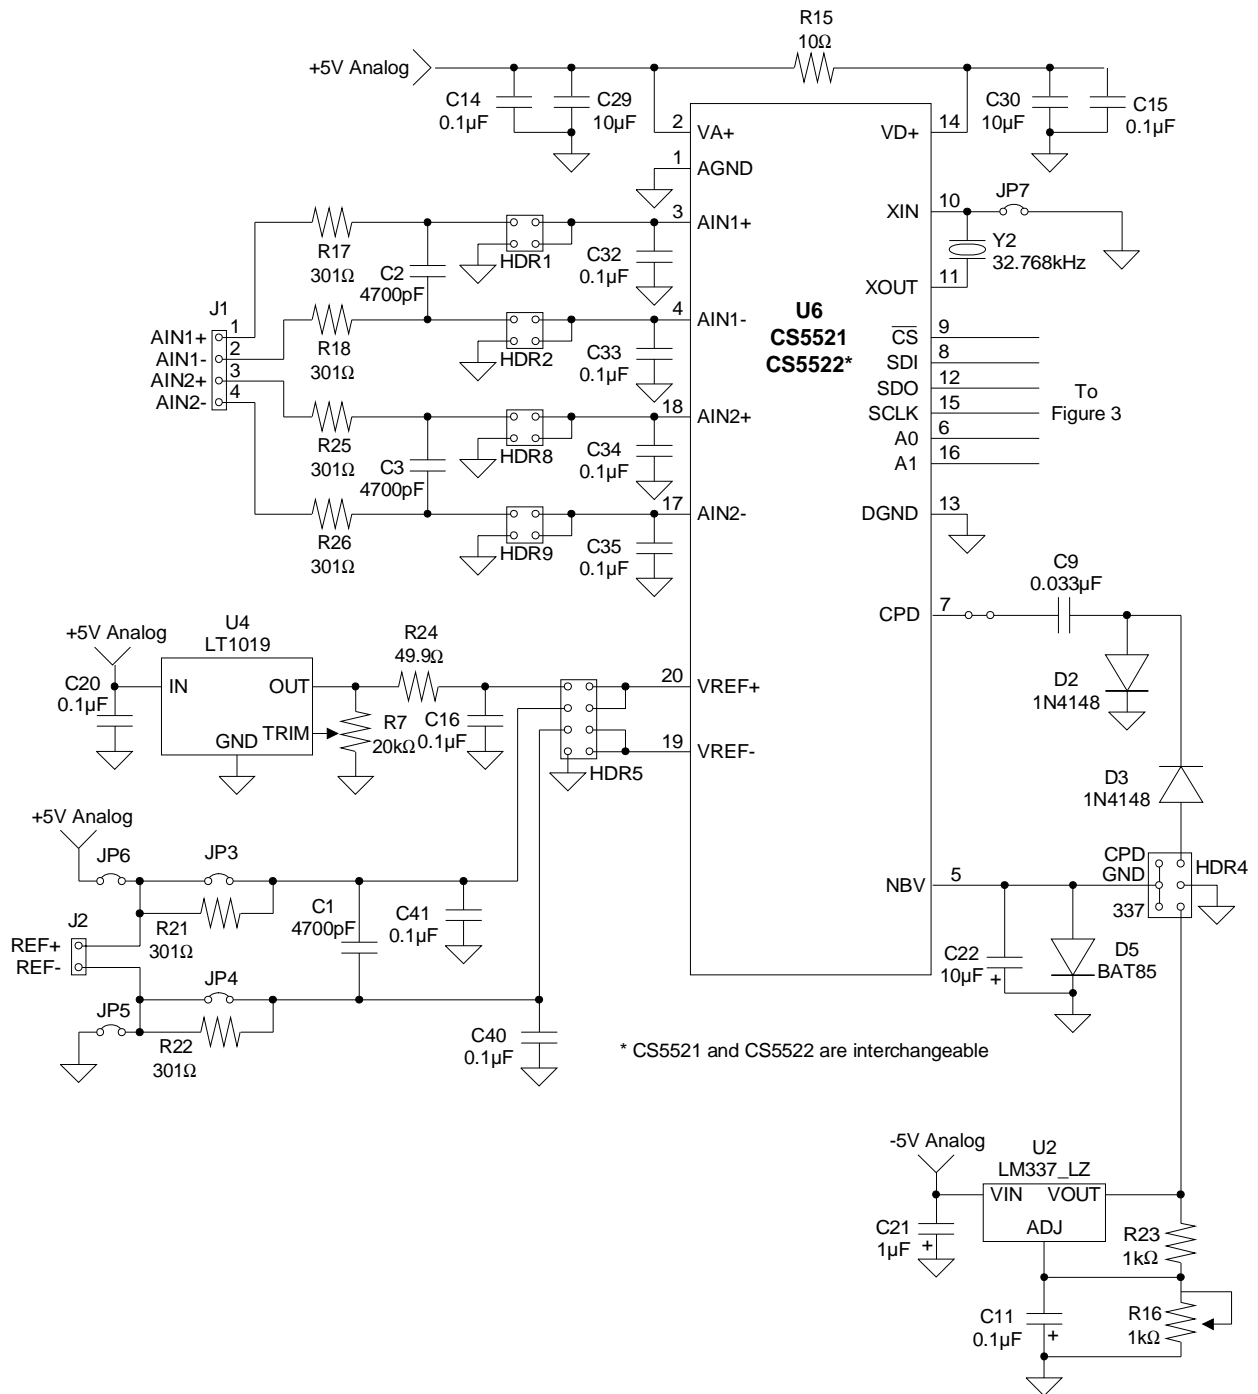 R15
10Ω
+5V Analog
C14
0.1µF
C29
10µF
C30
10µF
C15
0.1µF
2
VA+
14
VD+
1
AGND
JP7
10
XIN
3
AIN1+
R17
301Ω
C2
4700pF
HDR1
C32
0.1µF
Y2
32.768kHz
11
XOUT
J1
4
AIN1-
U6
CS5521
CS5522*
AIN1+
1
AIN1-
2
AIN2+
3
AIN2-
4
R18
301Ω
HDR2
C33
0.1µF
9
CS
8
SDI
12
SDO
15
SCLK
6
A0
16
A1
To
Figure 3
18
AIN2+
R25
301Ω
C3
4700pF
HDR8
C34
0.1µF
17
AIN2-
13
DGND
R26
301Ω
HDR9
C35
0.1µF
C9
0.033µF
7
CPD
+5V Analog
U4
LT1019
R24
49.9Ω
C20
0.1µF
IN
OUT
TRIM
GND
R7
20kΩ
C16
0.1µF
20
VREF+
19
VREF-
HDR5
D2
1N4148
D3
1N4148
+5V Analog
JP6
JP3
CPD
GND
337
HDR4
5
NBV
J2
REF+
REF-
R21
301Ω
C1
4700pF
C41
0.1µF
C22
10µF
+
D5
BAT85
JP5
JP4
R22
301Ω
C40
0.1µF
* CS5521 and CS5522 are interchangeable
-5V Analog
U2
LM337_LZ
VIN
VOUT
ADJ
C21
1µF
+
R23
1kΩ
C11
0.1µF
+
R16
1kΩ